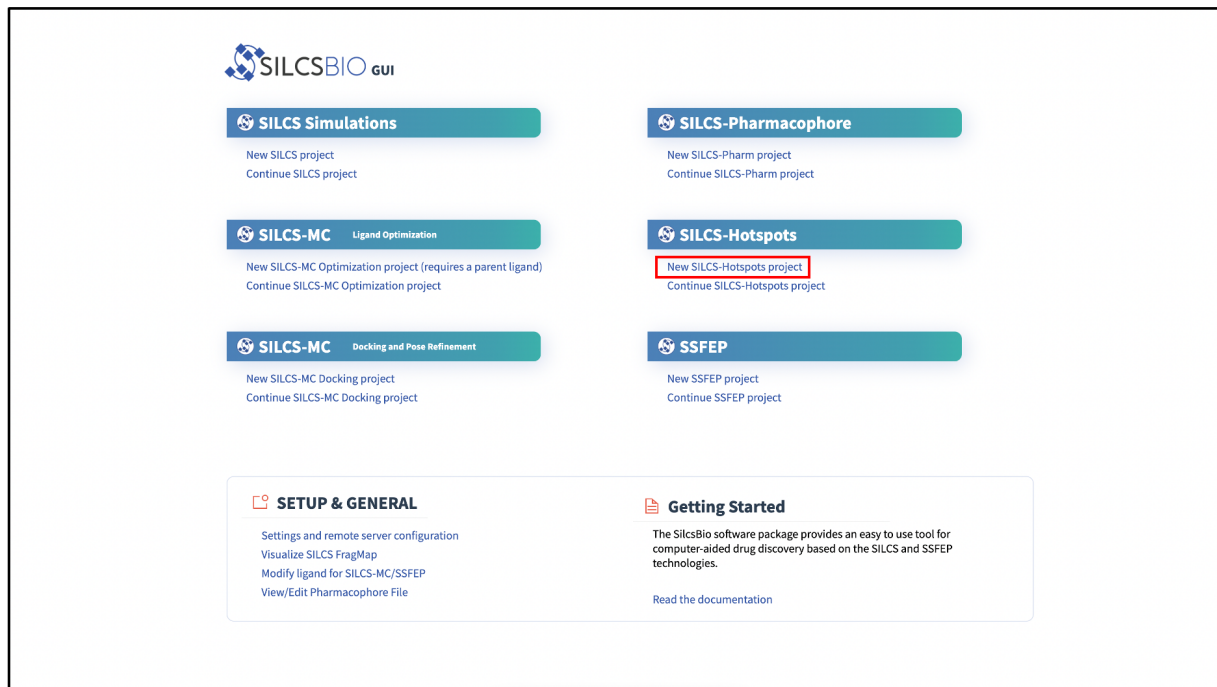 SILCSBIO GUI
SILCS Simulations
New SILCS project
Continue SILCS project
SILCS-Pharmacophore
New SILCS-Pharm project
Continue SILCS-Pharm project
SILCS-MC Ligand Optimization
New SILCS-MC Optimization project (requires a parent ligand)
Continue SILCS-MC Optimization project
SILCS-Hotspots
New SILCS-Hotspots project
Continue SILCS-Hotspots project
SILCS-MC Docking and Pose Refinement
New SILCS-MC Docking project
Continue SILCS-MC Docking project
SSFEP
New SSFEP project
Continue SSFEP project
SETUP & GENERAL
Settings and remote server configuration
Visualize SILCS FragMap
Modify ligand for SILCS-MC/SSFEP
View/Edit Pharmacophore File
Getting Started
The SilcsBio software package provides an easy to use tool for
computer-aided drug discovery based on the SILCS and SSFEP
technologies.
Read the documentation